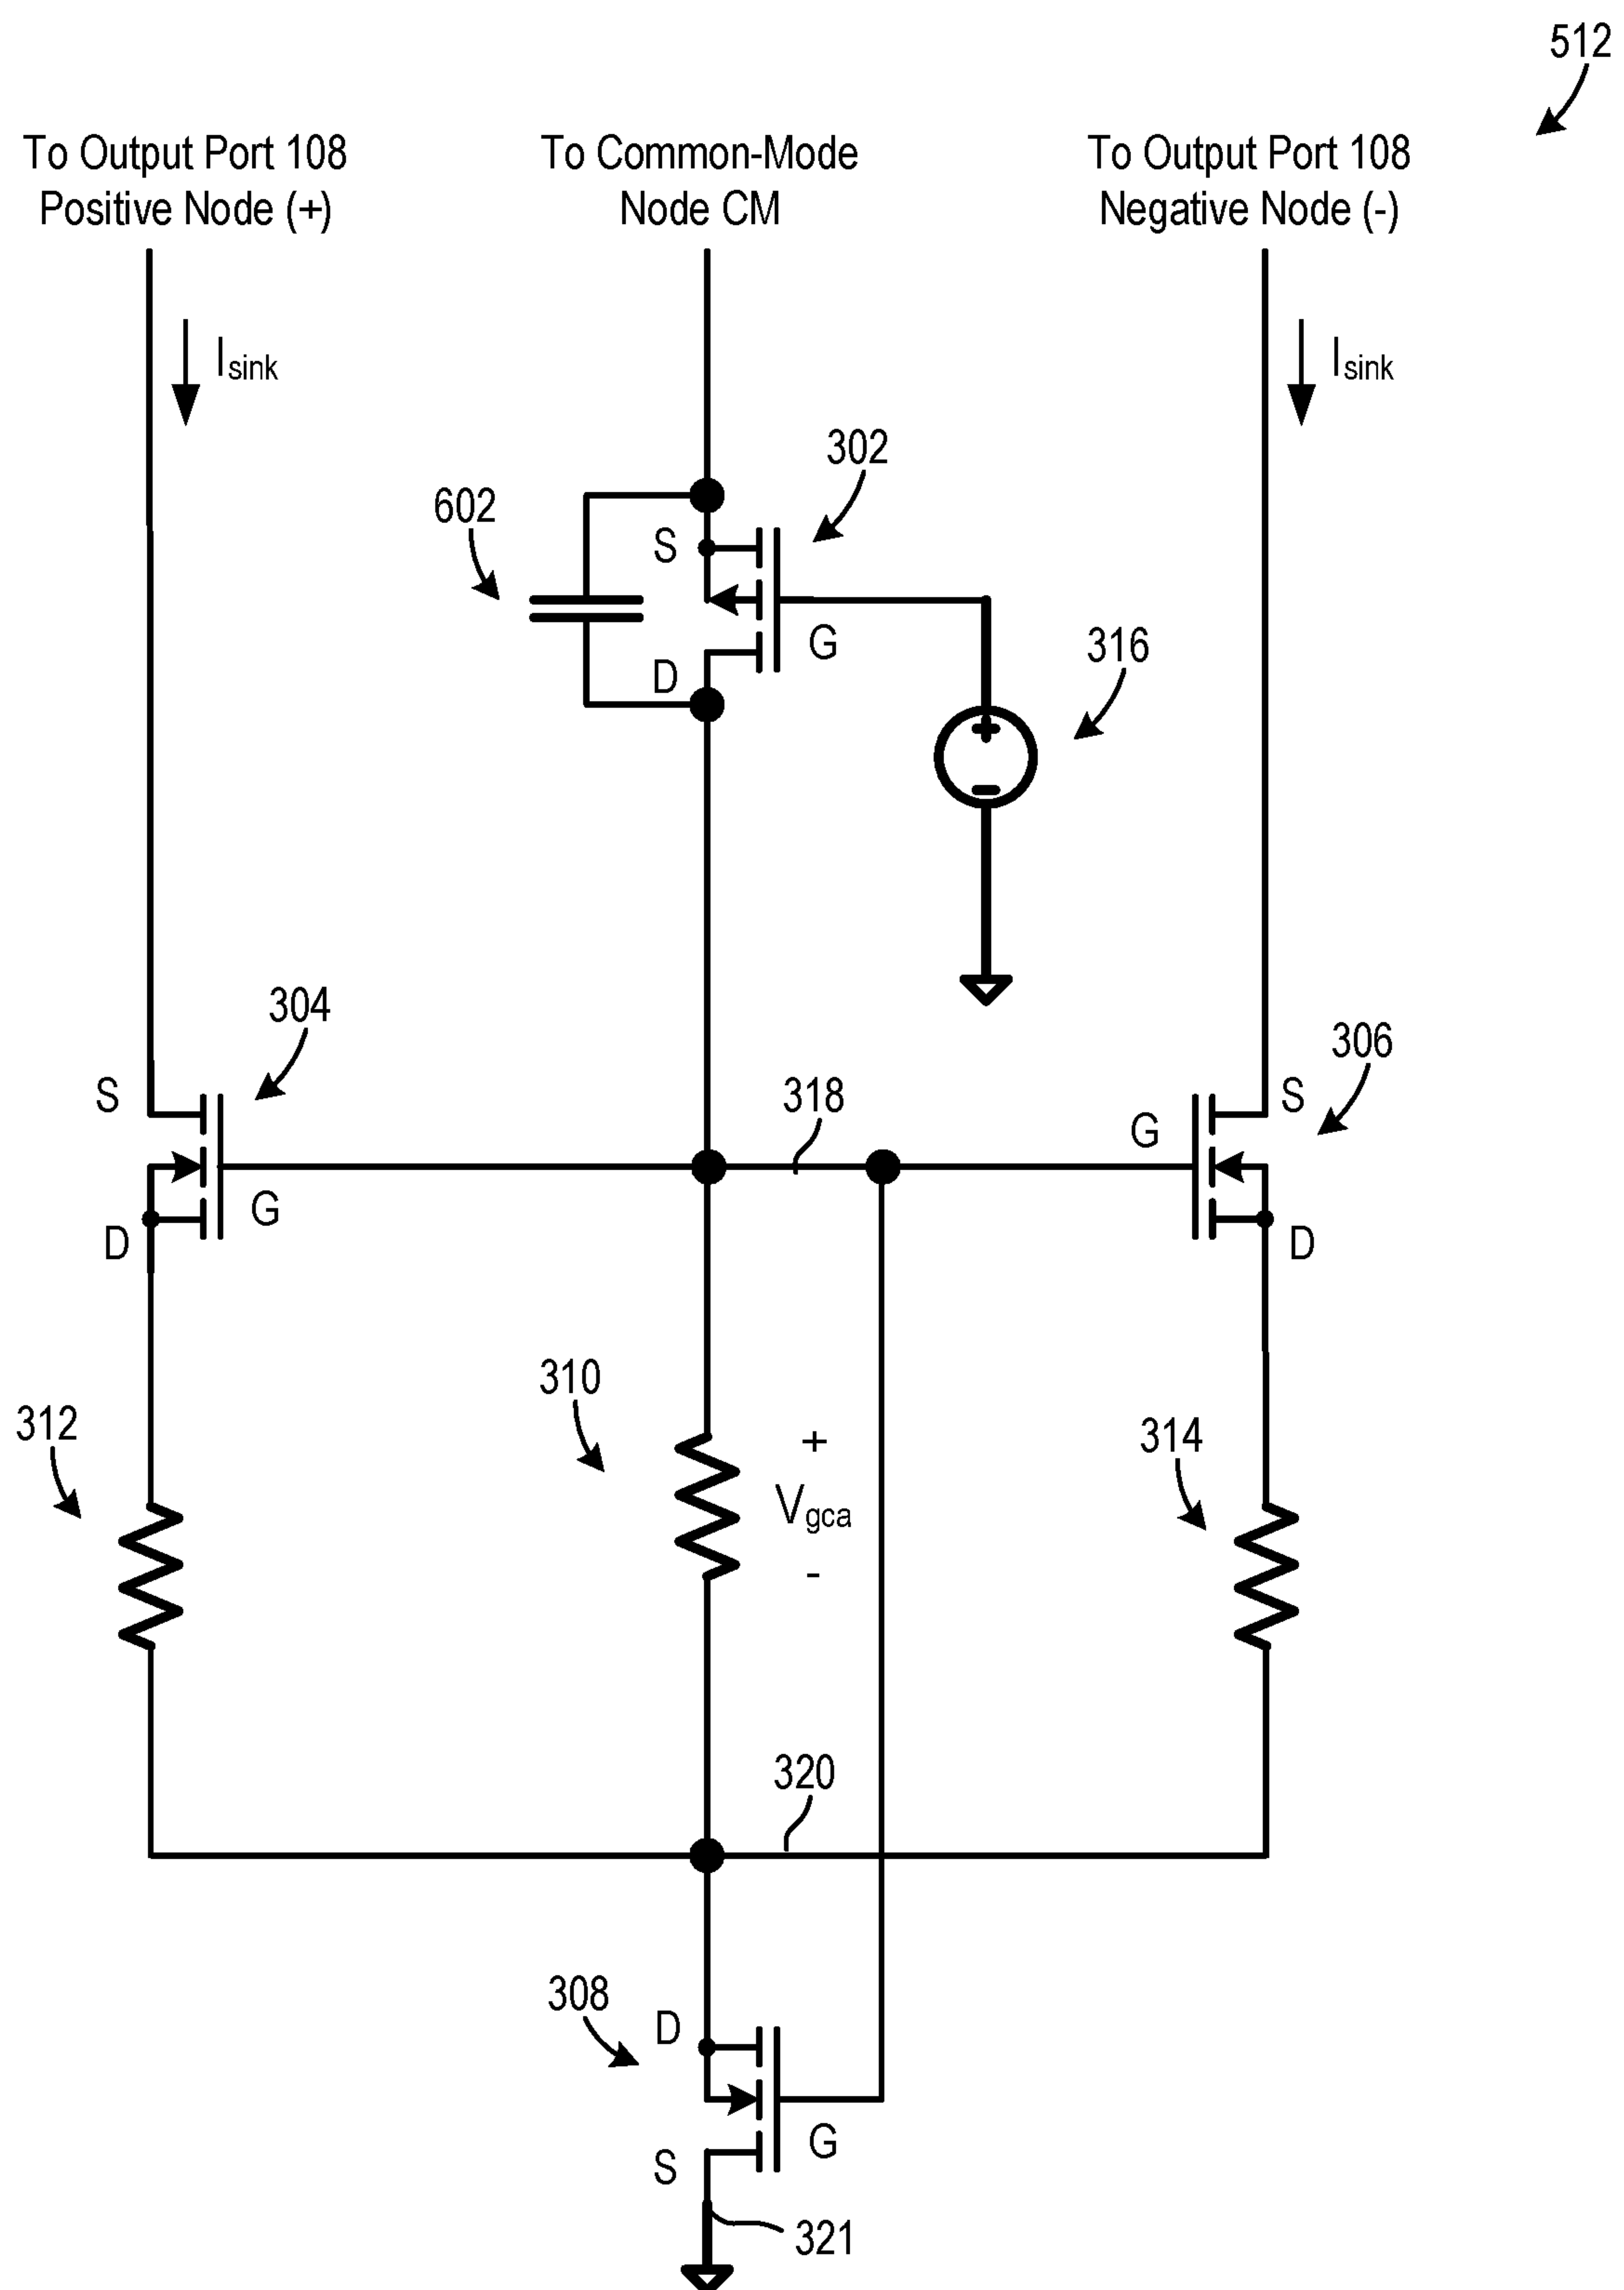 512
To Output Port 108
Positive Node (+)
To Common-Mode
Node CM
To Output Port 108
Negative Node (-)
Isink
Isink
302
602
S
G
D
316
+
-
304
306
S
S
318
G
G
D
D
310
312
314
+
Vgca
-
320
308
D
G
S
321